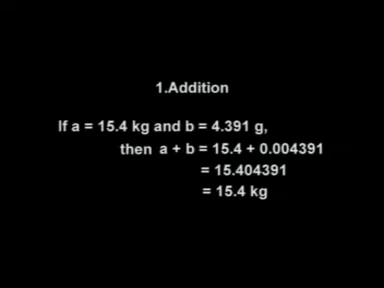 1.Addition
If a = 15.4 kg and b = 4.391 g,
then a + b = 15.4 + 0.004391
= 15.404391
= 15.4 kg